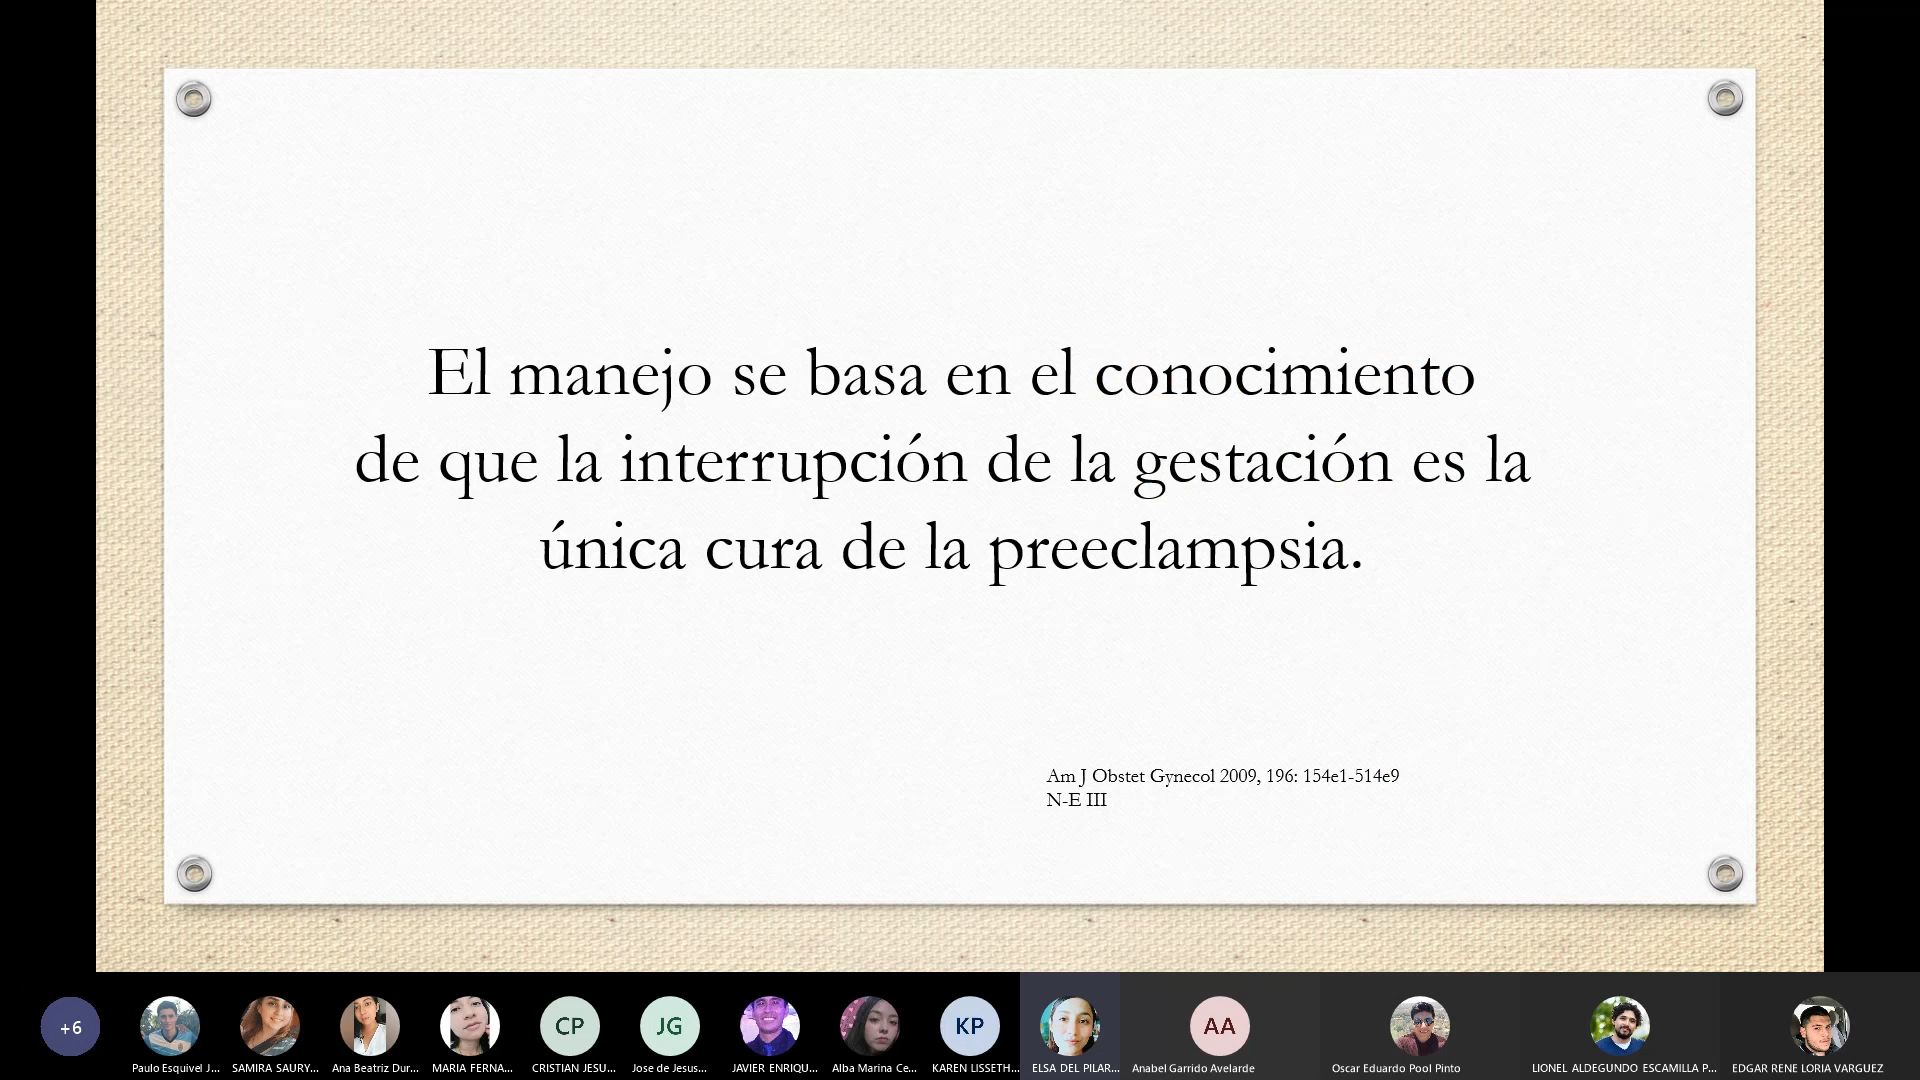 El manejo se basa en el conocimiento
de que la interrupción de la gestación es la
única cura de la preeclampsia.
Am J Obstet Gynecol 2009, 196: 154e1-514e9
N-E III
+6
Paulo Esquivel J...
SAMIRA SAURY...
Ana Beatriz Dur...
MARIA FERNA...
CP
CRISTIAN JESU...
JG
Jose de Jesus...
JAVIER ENRIQU...
Alba Marina Ce...
KP
KAREN LISSETH...
ELSA DEL PILAR...
AA
Anabel Garrido Avelarde
Oscar Eduardo Pool Pinto
LIONEL ALDEGUNDO ESCAMILLA P...
EDGAR RENE LORIA VARGUEZ